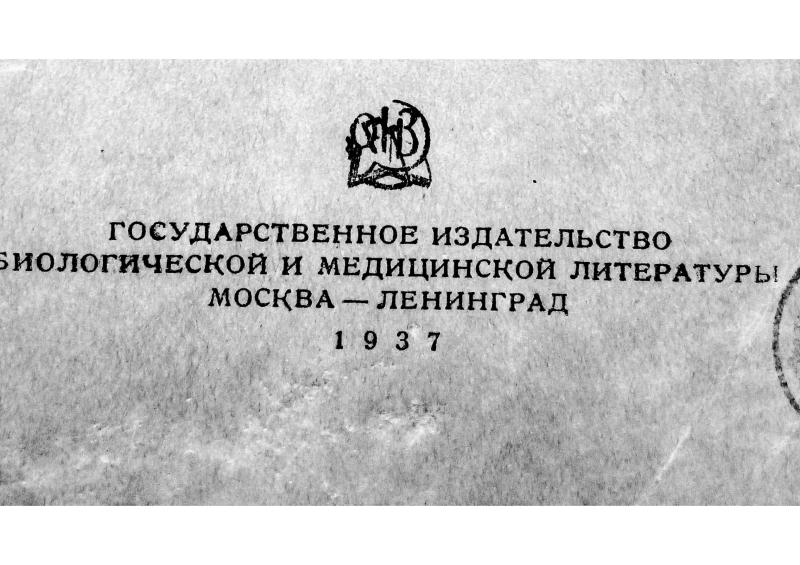 ГОСУДАРСТВЕННОЕ ИЗДАТЕЛЬСТВО
БИОЛОГИЧЕСКОЙ И МЕДИЦИНСКОЙ ЛИТЕРАТУРЫ
МОСКВА — ЛЕНИНГРАД
1937